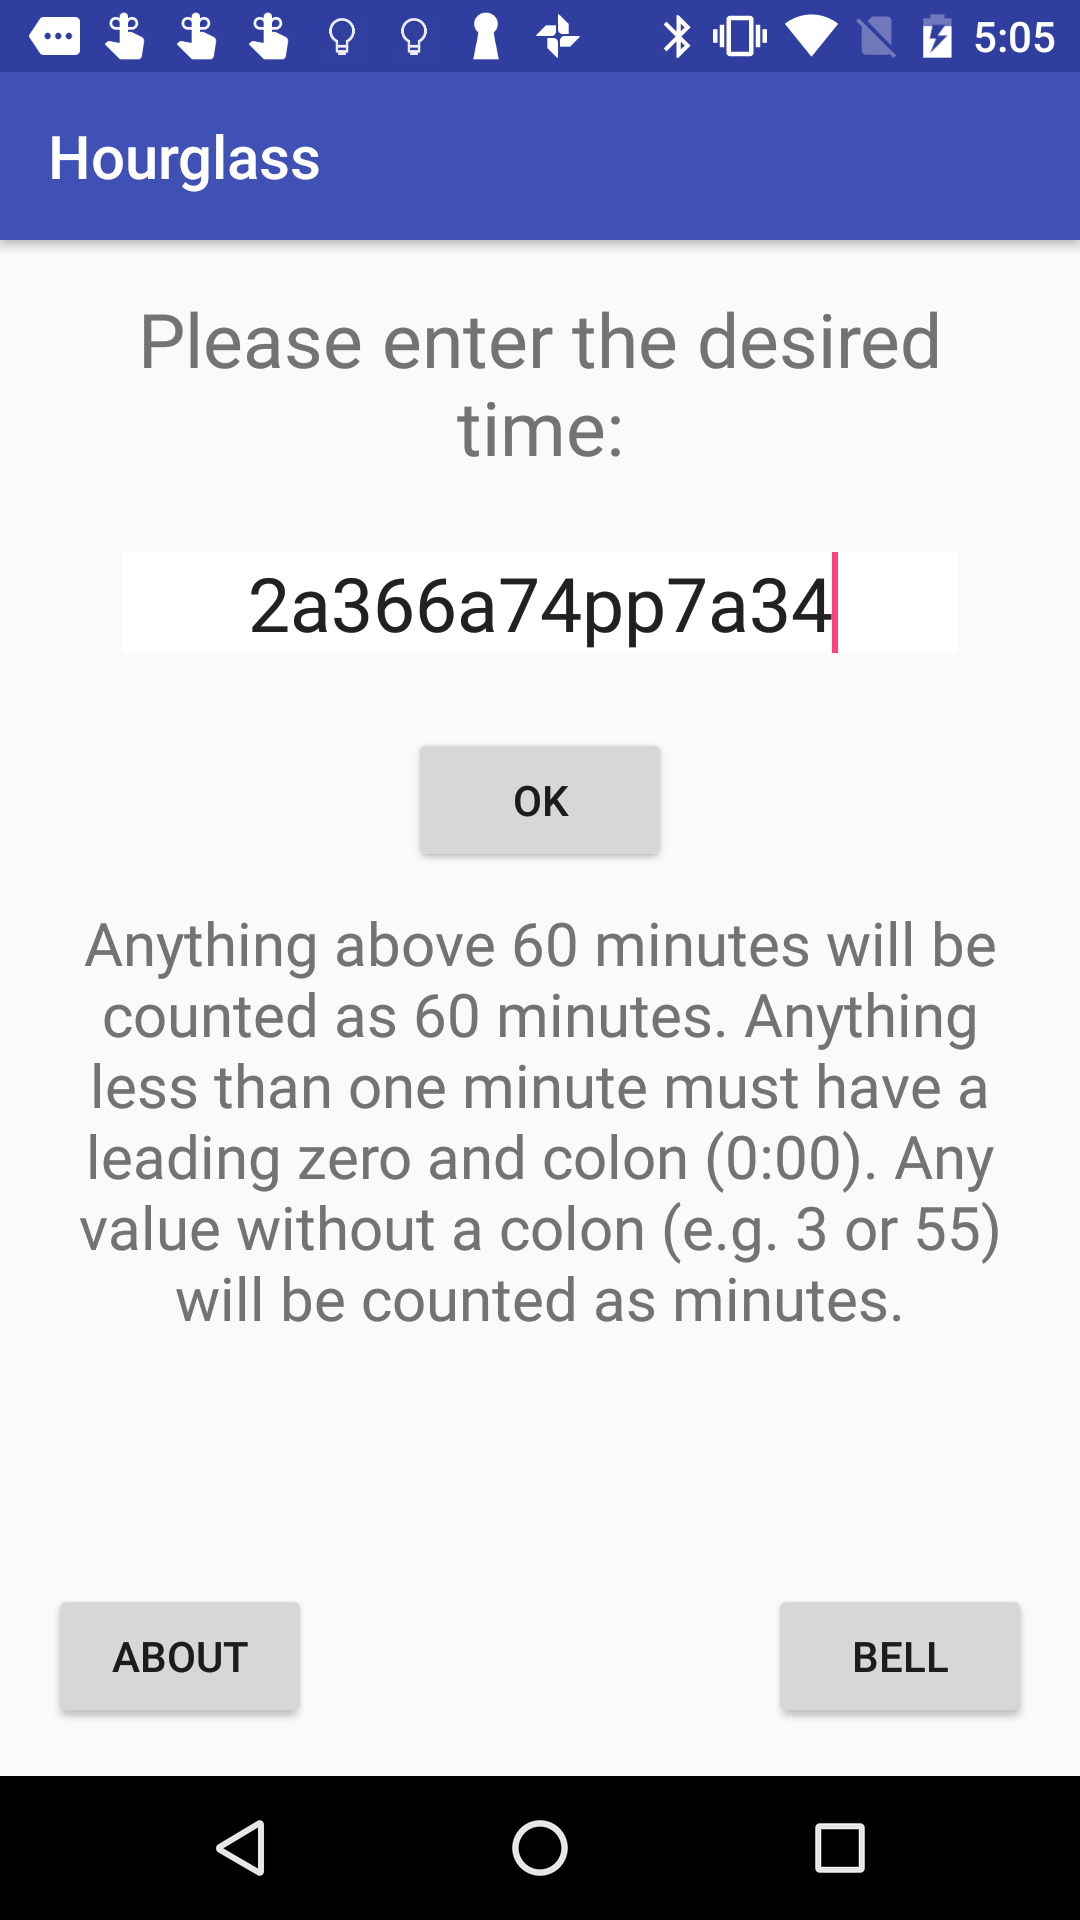 5:05
Hourglass
Please enter the desired
time:
2a366a74pp7a34
OK
Anything above 60 minutes will be
counted as 60 minutes. Anything
less than one minute must have a
leading zero and colon (0:00). Any
value without a colon (e.g. 3 or 55)
will be counted as minutes.
ABOUT
BELL